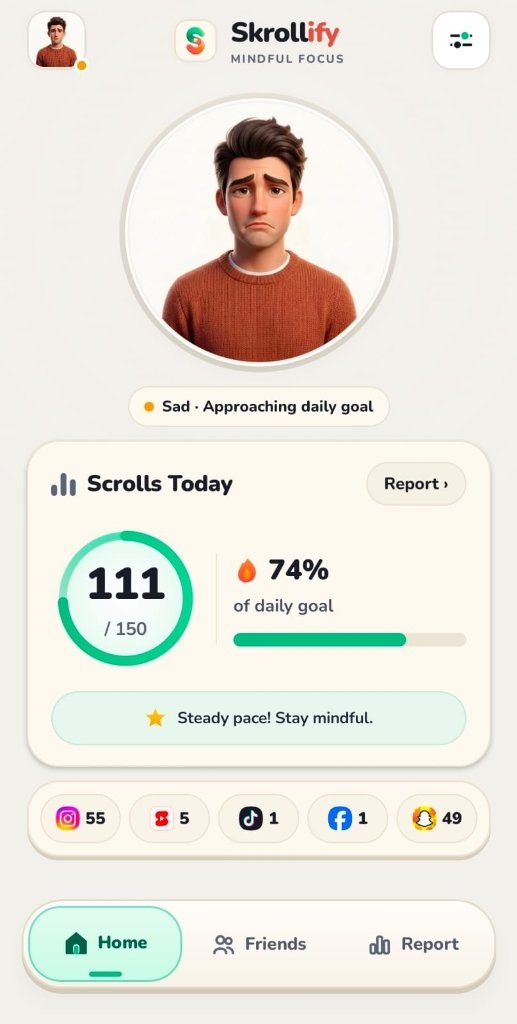 Skrollify
MINDFUL FOCUS
Sad · Approaching daily goal
Scrolls Today
Report ›
111
/ 150
74%
of daily goal
Steady pace! Stay mindful.
55
5
1
1
49
Home
Friends
Report